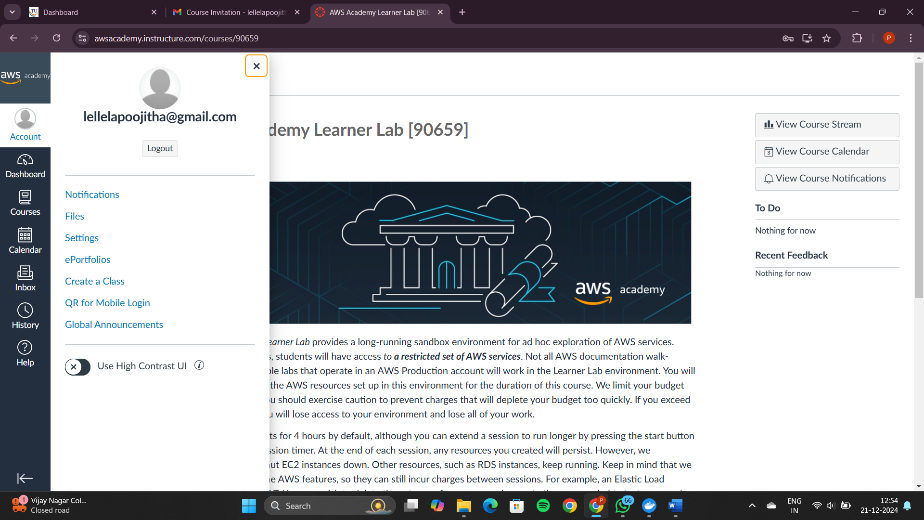 Dashboard
Course Invitation - lellelapoojith
AWS Academy Learner Lab [906
awsacademy.instructure.com/courses/90659
P
aws academy
Account
Dashboard
Courses
Calendar
Inbox
History
Help
lellelapoojitha@gmail.com
Logout
Notifications
Files
Settings
ePortfolios
Create a Class
QR for Mobile Login
Global Announcements
Use High Contrast UI
demy Learner Lab [90659]
aws academy
earner Lab provides a long-running sandbox environment for ad hoc exploration of AWS services.
s, students will have access to a restricted set of AWS services. Not all AWS documentation walk-
ple labs that operate in an AWS Production account will work in the Learner Lab environment. You will
the AWS resources set up in this environment for the duration of this course. We limit your budget
u should exercise caution to prevent charges that will deplete your budget too quickly. If you exceed
u will lose access to your environment and lose all of your work.
ts for 4 hours by default, although you can extend a session to run longer by pressing the start button
ssion timer. At the end of each session, any resources you created will persist. However, we
ut EC2 instances down. Other resources, such as RDS instances, keep running. Keep in mind that we
e AWS features, so they can still incur charges between sessions. For example, an Elastic Load
View Course Stream
View Course Calendar
View Course Notifications
To Do
Nothing for now
Recent Feedback
Nothing for now
Vijay Nagar Col...
Closed road
Search
66
ENG
IN
12:54
21-12-2024